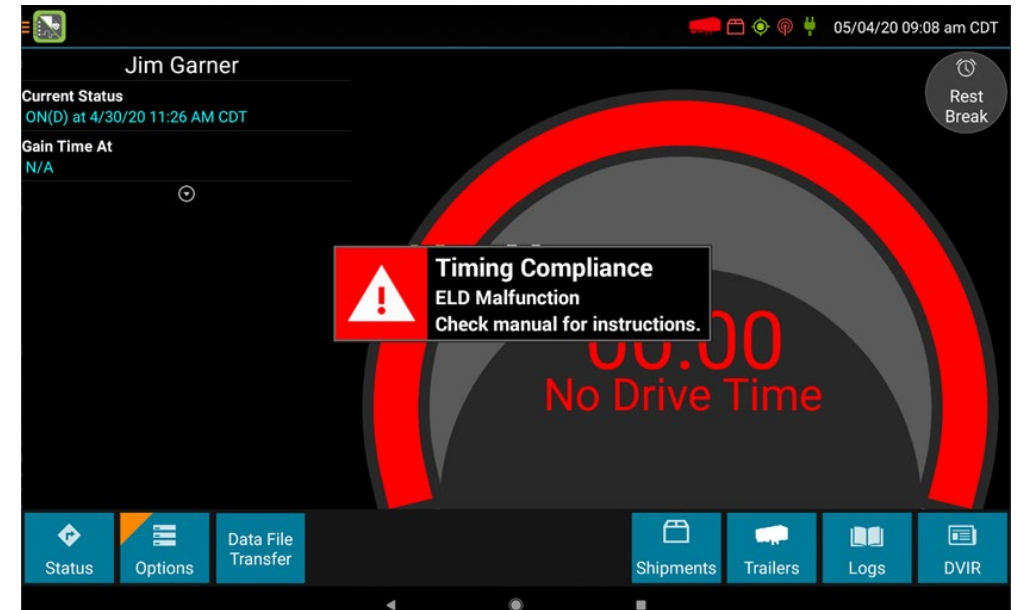 05/04/20 09:08 am CDT
Jim Garner
Current Status
ON(D) at 4/30/20 11:26 AM CDT
Gain Time At
N/A
Rest
Break
Timing Compliance
ELD Malfunction
Check manual for instructions.
00:00
No Drive Time
Status
Options
Data File
Transfer
Shipments
Trailers
Logs
DVIR